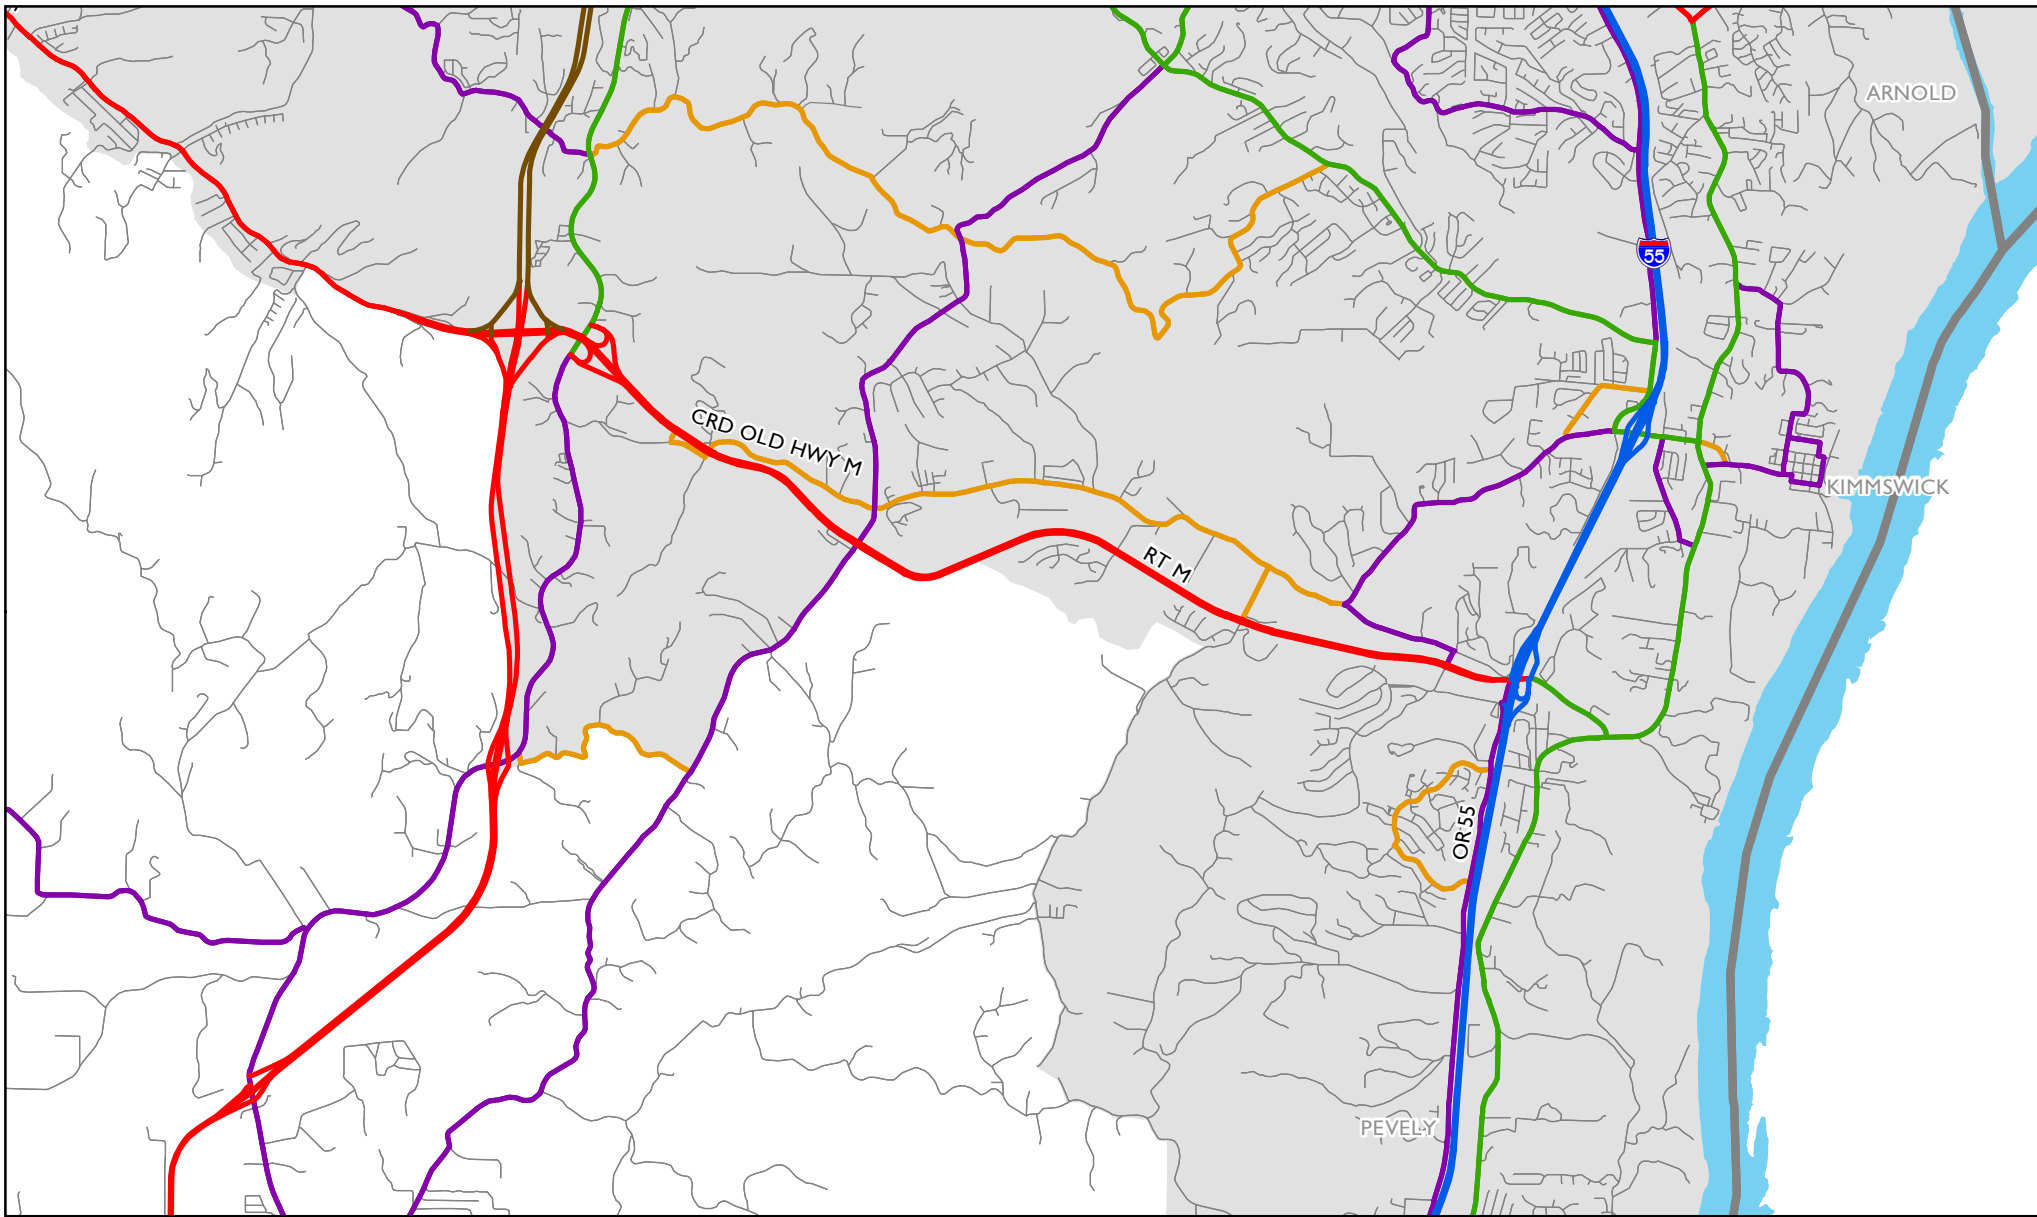 ARNOLD
55
CRD OLD HWY M
KIMMSWICK
RT M
OR 55
PEVELY